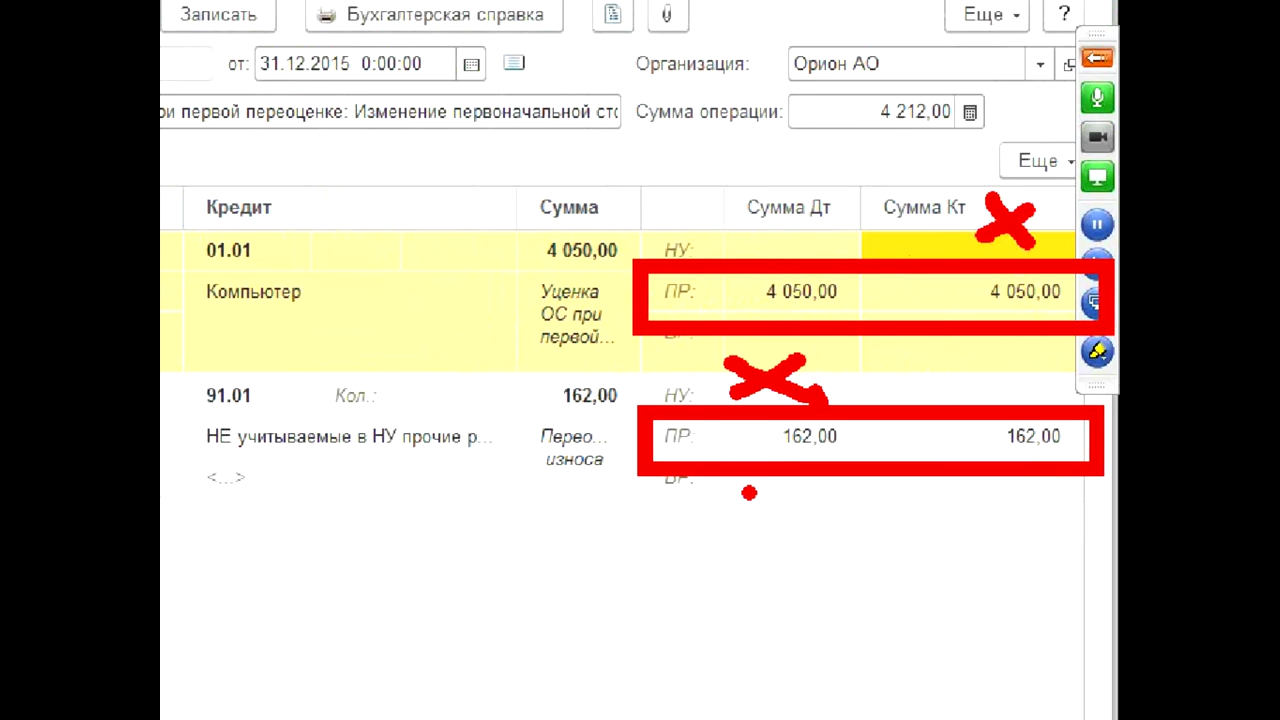 Записать Бухгалтерская справка Еще ?
от: 31.12.2015 0:00:00 Организация: Орион АО
ри первой переоценке: Изменение первоначальной сто Сумма операции: 4 212,00
Еще
Кредит Сумма Сумма Дт Сумма Кт
01.01 4 050,00 НУ:
Компьютер Уценка ПР: 4 050,00 4 050,00
ОС при
первой...
91.01 Кол.: 162,00 НУ:
НЕ учитываемые в НУ прочие р... Перео... ПР: 162,00 162,00
износа
<...> ВР: